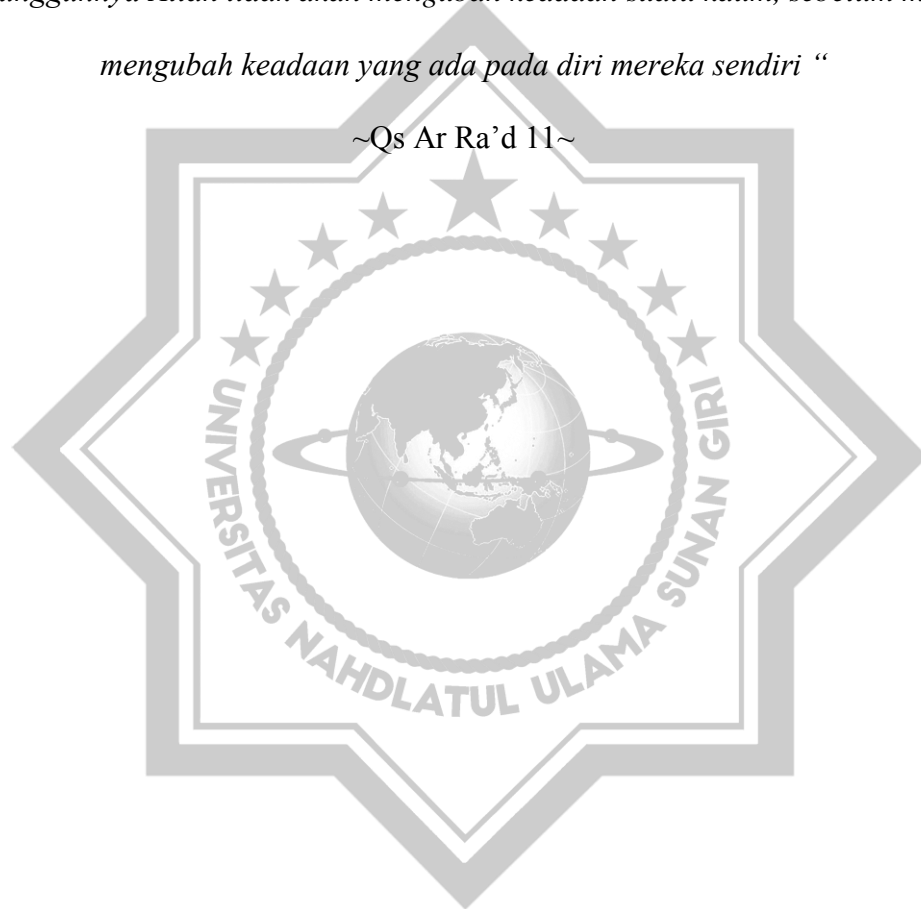 mengubah keadaan yang ada pada diri mereka sendiri “
~Qs Ar Ra’d 11~
UNIVERSITAS NAHDLATUL ULAMA SUNAN GIRI